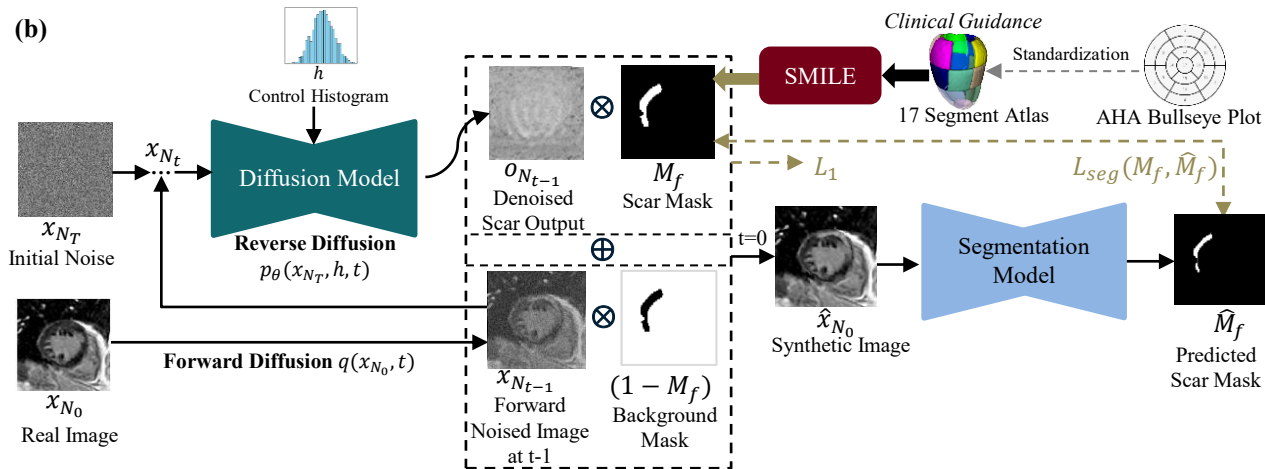 (b)
h
Control Histogram
Clinical Guidance
SMILE
Standardization
17 Segment Atlas
AHA Bullseye Plot
x_{N_t}
...
Diffusion Model
x_{N_T}
Initial Noise
Reverse Diffusion
p_θ(x_{N_T}, h, t)
o_{N_{t-1}}
Denoised
Scar Output
⊗
M_f
Scar Mask
L_1
L_{seg}(M_f, M̂_f)
⊕
t=0
x_{N_0}
Real Image
Forward Diffusion q(x_{N_0}, t)
x_{N_{t-1}}
Forward
Noised Image
at t-1
⊗
(1 − M_f)
Background
Mask
x̂_{N_0}
Synthetic Image
Segmentation
Model
M̂_f
Predicted
Scar Mask